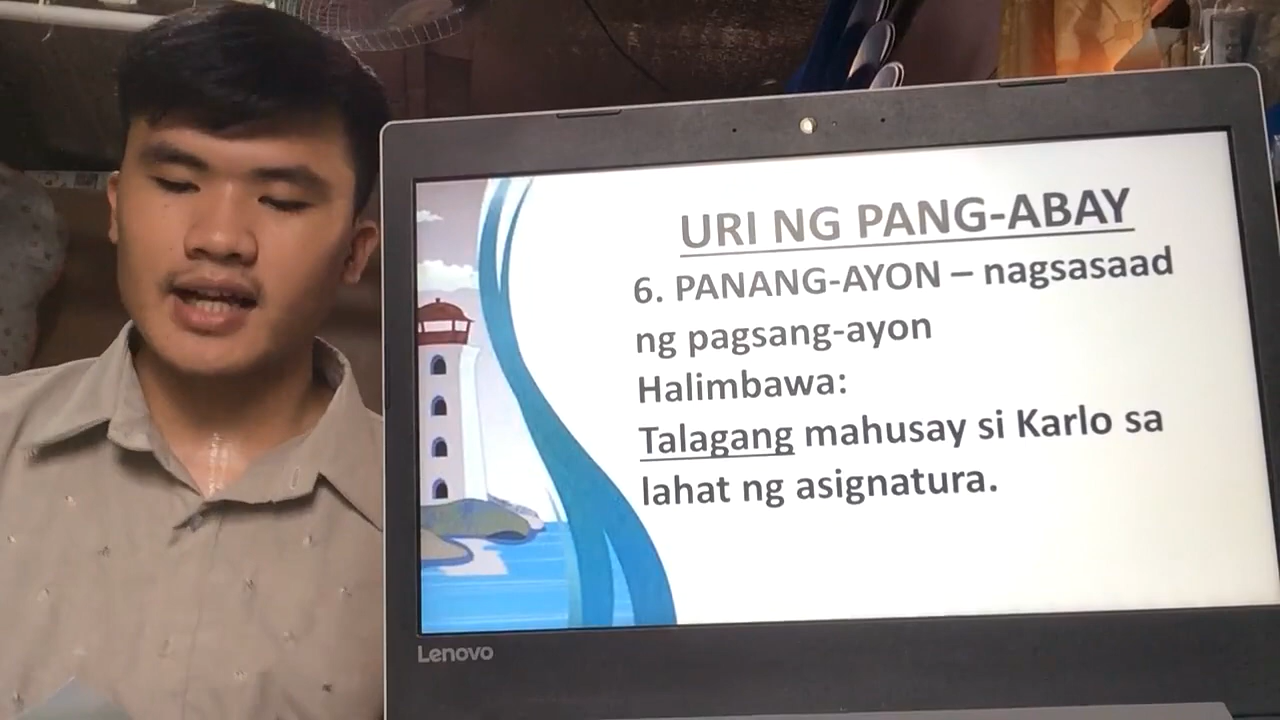 URI NG PANG-ABAY
6. PANANG-AYON – nagsasaad
ng pagsang-ayon
Halimbawa:
Talagang mahusay si Karlo sa
lahat ng asignatura.
Lenovo